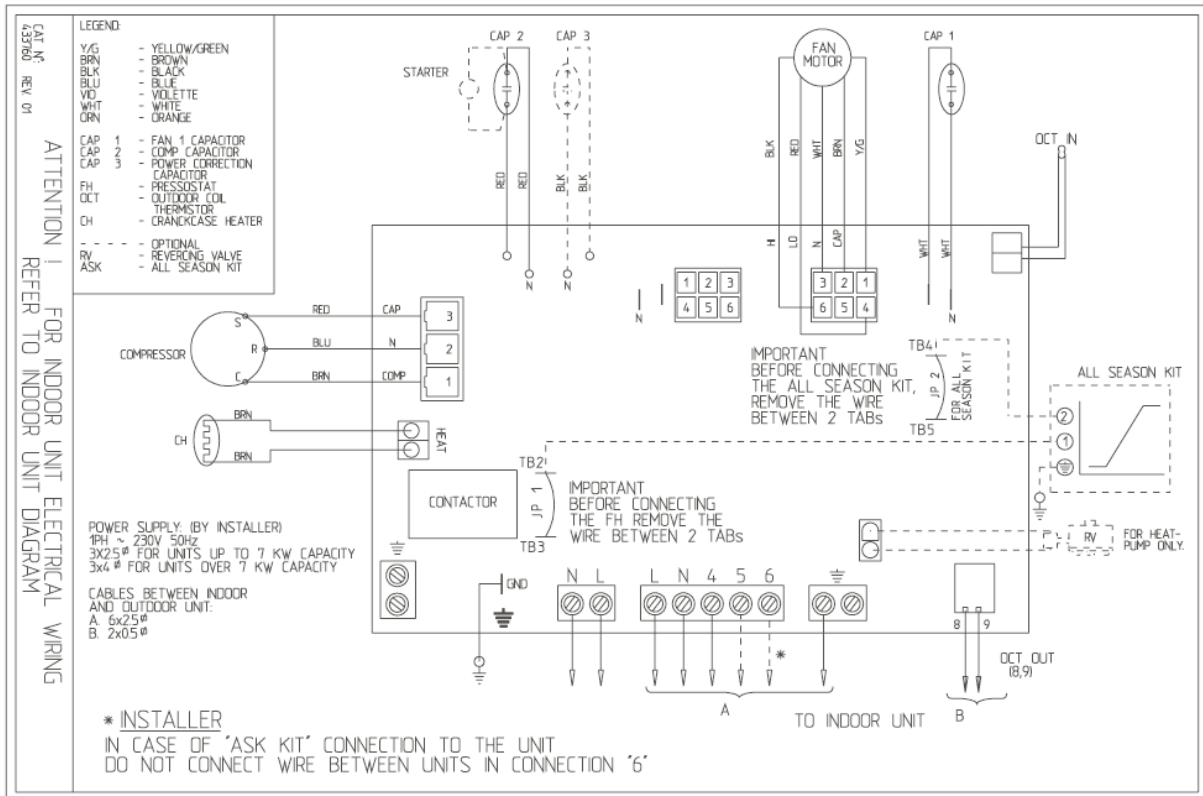 CAT Nº:
433760 REV. 01
ATTENTION ! FOR INDOOR UNIT ELECTRICAL WIRING
REFER TO INDOOR UNIT DIAGRAM
LEGEND:
Y/G - YELLOW/GREEN
BRN - BROWN
BLK - BLACK
BLU - BLUE
VIO - VIOLETTE
WHT - WHITE
ORN - ORANGE
CAP 1 - FAN 1 CAPACITOR
CAP 2 - COMP CAPACITOR
CAP 3 - POWER CORRECTION
CAPACITOR
FH - PRESSOSTAT
OCT - OUTDOOR COIL
THERMISTOR
CH - CRANCKCASE HEATER
- - - - - OPTIONAL
RV - REVERCING VALVE
ASK - ALL SEASON KIT
CAP 2
CAP 3
STARTER
RED
RED
BLK
BLK
N
N
FAN
MOTOR
BLK
RED
WHT
BRN
Y/G
HI
LO
N
CAP
CAP 1
WHT
WHT
N
OCT IN
N
1 2 3
4 5 6
3 2 1
6 5 4
COMPRESSOR
S
R
C
RED CAP 3
BLU N 2
BRN COMP 1
CH
BRN
BRN
HEAT
CONTACTOR
TB2
JP 1
TB3
IMPORTANT
BEFORE CONNECTING
THE FH REMOVE THE
WIRE BETWEEN 2 TABs
IMPORTANT
BEFORE CONNECTING
THE ALL SEASON KIT,
REMOVE THE WIRE
BETWEEN 2 TABs
TB4
JP 2
FOR ALL
SEASON KIT
TB5
ALL SEASON KIT
2
1
RV
FOR HEAT-
PUMP ONLY.
POWER SUPPLY: (BY INSTALLER)
1PH ~ 230V 50Hz
3X2.5⌀ FOR UNITS UP TO 7 KW CAPACITY
3x4 ⌀ FOR UNITS OVER 7 KW CAPACITY
CABLES BETWEEN INDOOR
AND OUTDOOR UNIT:
A. 6x2.5⌀
B. 2x0.5⌀
GND
N L
L N 4 5 6
*
A
TO INDOOR UNIT
8 9
OCT OUT
(8,9)
B
* INSTALLER
IN CASE OF "ASK KIT" CONNECTION TO THE UNIT
DO NOT CONNECT WIRE BETWEEN UNITS IN CONNECTION "6"